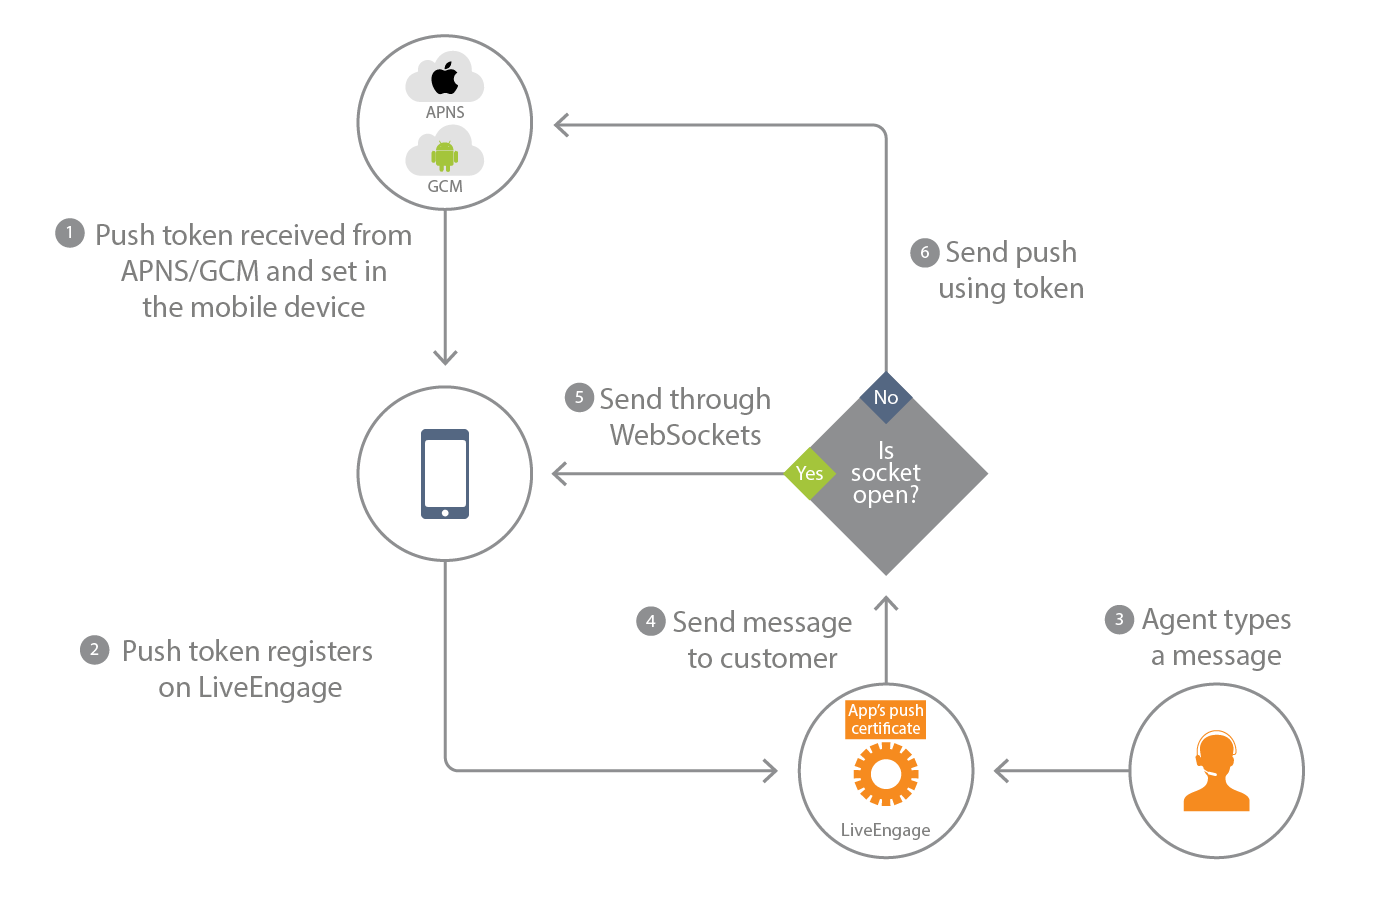 APNS
GCM
1 Push token received from
APNS/GCM and set in
the mobile device
6 Send push
using token
5 Send through
WebSockets
No
Yes
Is
socket
open?
2 Push token registers
on LiveEngage
4 Send message
to customer
3 Agent types
a message
App's push
certificate
LiveEngage